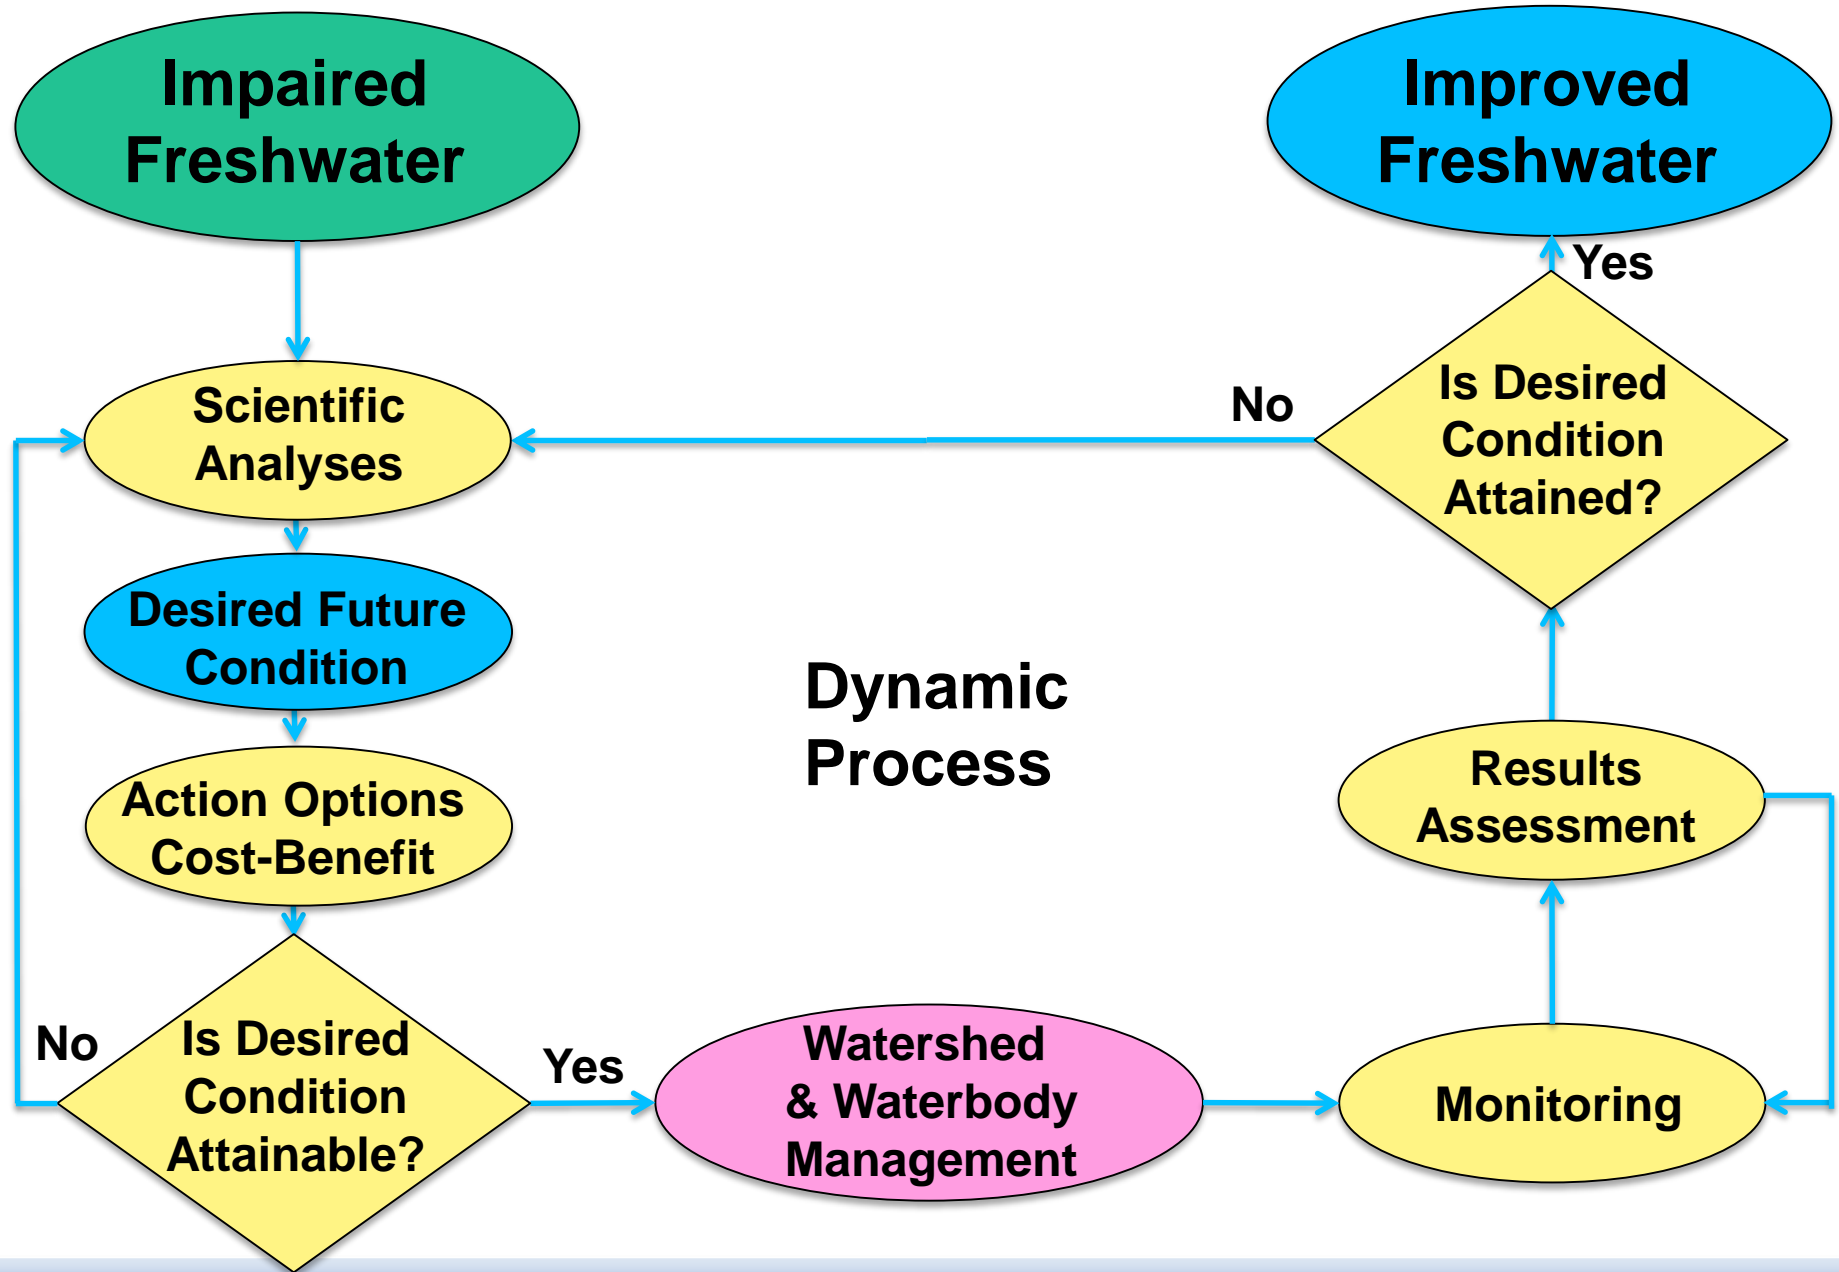 Impaired
Freshwater
Improved
Freshwater
Yes
Scientific
Analyses
No
Is Desired
Condition
Attained?
Desired Future
Condition
Dynamic
Process
Action Options
Cost-Benefit
Results
Assessment
No
Is Desired
Condition
Attainable?
Yes
Watershed
& Waterbody
Management
Monitoring